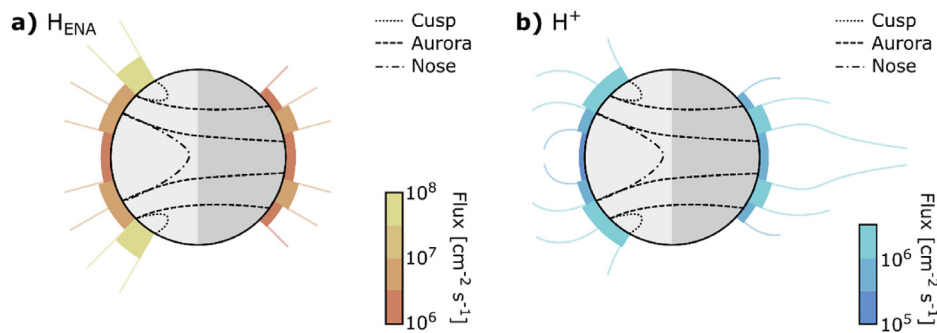 a) H_ENA
Cusp
Aurora
Nose
10⁸
10⁷
10⁶
Flux [cm⁻² s⁻¹]
b) H⁺
Cusp
Aurora
Nose
10⁶
10⁵
Flux [cm⁻² s⁻¹]